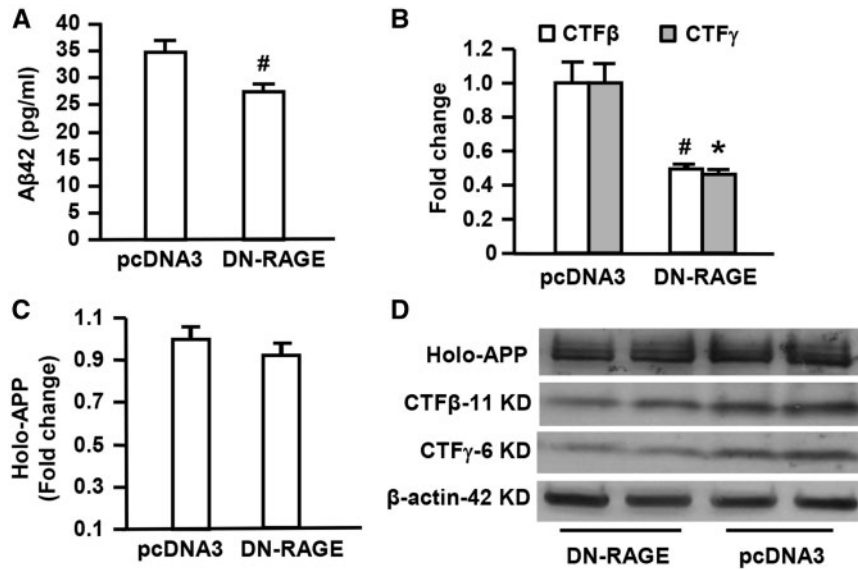 A
40
35
30
25
20
15
10
5
0
Aβ42 (pg/ml)
#
pcDNA3 DN-RAGE
B
CTFβ CTFγ
1.2
1.0
0.8
0.6
0.4
0.2
0
Fold change
# *
pcDNA3 DN-RAGE
C
1.1
0.9
0.7
0.5
0.3
0.1
Holo-APP
(Fold change)
pcDNA3 DN-RAGE
D
Holo-APP
CTFβ-11 KD
CTFγ-6 KD
β-actin-42 KD
DN-RAGE pcDNA3